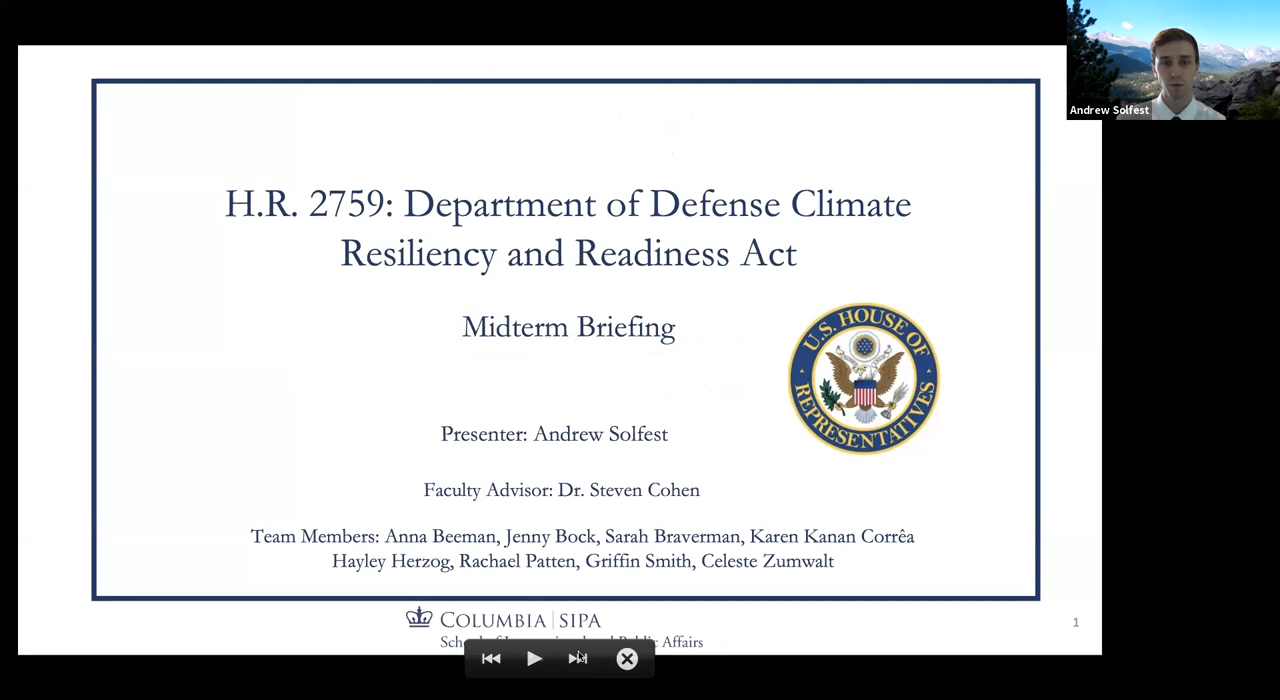 Andrew Solfest
H.R. 2759: Department of Defense Climate
Resiliency and Readiness Act
Midterm Briefing
U.S. HOUSE OF
REPRESENTATIVES
Presenter: Andrew Solfest
Faculty Advisor: Dr. Steven Cohen
Team Members: Anna Beeman, Jenny Bock, Sarah Braverman, Karen Kanan Corrêa
Hayley Herzog, Rachael Patten, Griffin Smith, Celeste Zumwalt
COLUMBIA | SIPA
Affairs
1